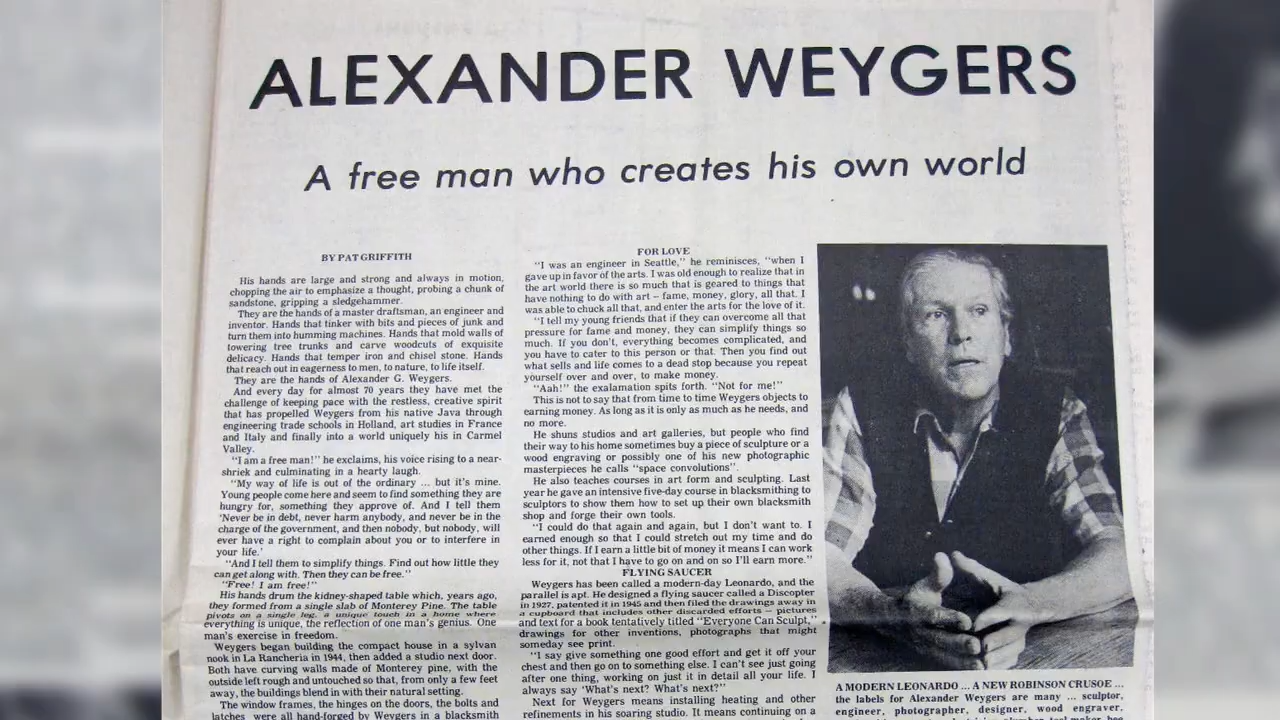 ALEXANDER WEYGERS
A free man who creates his own world
BY PAT GRIFFITH
His hands are large and strong and always in motion,
chopping the air to emphasize a thought, probing a chunk of
sandstone, gripping a sledgehammer.
They are the hands of a master draftsman, an engineer and
inventor. Hands that tinker with bits and pieces of junk and
turn them into humming machines. Hands that mold walls of
towering tree trunks and carve woodcuts of exquisite
delicacy. Hands that temper iron and chisel stone. Hands
that reach out in eagerness to men, to nature, to life itself.
They are the hands of Alexander G. Weygers.
And every day for almost 70 years they have met the
challenge of keeping pace with the restless, creative spirit
that has propelled Weygers from his native Java through
engineering trade schools in Holland, art studies in France
and Italy and finally into a world uniquely his in Carmel
Valley.
"I am a free man!" he exclaims, his voice rising to a near-
shriek and culminating in a hearty laugh.
"My way of life is out of the ordinary ... but it's mine.
Young people come here and seem to find something they are
hungry for, something they approve of. And I tell them
'Never be in debt, never harm anybody, and never be in the
charge of the government, and then nobody, but nobody, will
ever have a right to complain about you or to interfere in
your life.'
"And I tell them to simplify things. Find out how little they
can get along with. Then they can be free."
"Free! I am free!"
His hands drum the kidney-shaped table which, years ago,
they formed from a single slab of Monterey Pine. The table
pivots on a single leg, a unique touch in a home where
everything is unique, the reflection of one man's genius. One
man's exercise in freedom.
Weygers began building the compact house in a sylvan
nook in La Rancheria in 1944, then added a studio next door.
Both have curving walls made of Monterey pine, with the
outside left rough and untouched so that, from only a few feet
away, the buildings blend in with their natural setting.
The window frames, the hinges on the doors, the bolts and
latches were all hand-forged by Weygers in a blacksmith
FOR LOVE
"I was an engineer in Seattle," he reminisces, "when I
gave up in favor of the arts. I was old enough to realize that in
the art world there is so much that is geared to things that
have nothing to do with art — fame, money, glory, all that. I
was able to chuck all that, and enter the arts for the love of it.
"I tell my young friends that if they can overcome all that
pressure for fame and money, they can simplify things so
much. If you don't, everything becomes complicated, and
you have to cater to this person or that. Then you find out
what sells and life comes to a dead stop because you repeat
yourself over and over, to make money.
"Aah!" the exalamation spits forth. "Not for me!"
This is not to say that from time to time Weygers objects to
earning money. As long as it is only as much as he needs, and
no more.
He shuns studios and art galleries, but people who find
their way to his home sometimes buy a piece of sculpture or a
wood engraving or possibly one of his new photographic
masterpieces he calls "space convolutions".
He also teaches courses in art form and sculpting. Last
year he gave an intensive five-day course in blacksmithing to
sculptors to show them how to set up their own blacksmith
shop and forge their own tools.
"I could do that again and again, but I don't want to. I
earned enough so that I could stretch out my time and do
other things. If I earn a little bit of money it means I can work
less for it, not that I have to go on and on so I'll earn more."
FLYING SAUCER
Weygers has been called a modern-day Leonardo, and the
parallel is apt. He designed a flying saucer called a Discopter
in 1927, patented it in 1945 and then filed the drawings away in
a cupboard that includes other discarded efforts — pictures
and text for a book tentatively titled "Everyone Can Sculpt,"
drawings for other inventions, photographs that might
someday see print.
"I say give something one good effort and get it off your
chest and then go on to something else. I can't see just going
after one thing, working on just it in detail all your life. I
always say 'What's next? What's next?"
Next for Weygers means installing heating and other
refinements in his soaring studio. It means continuing on a
A MODERN LEONARDO ... A NEW ROBINSON CRUSOE ...
the labels for Alexander Weygers are many ... sculptor,
engineer, photographer, designer, wood engraver,